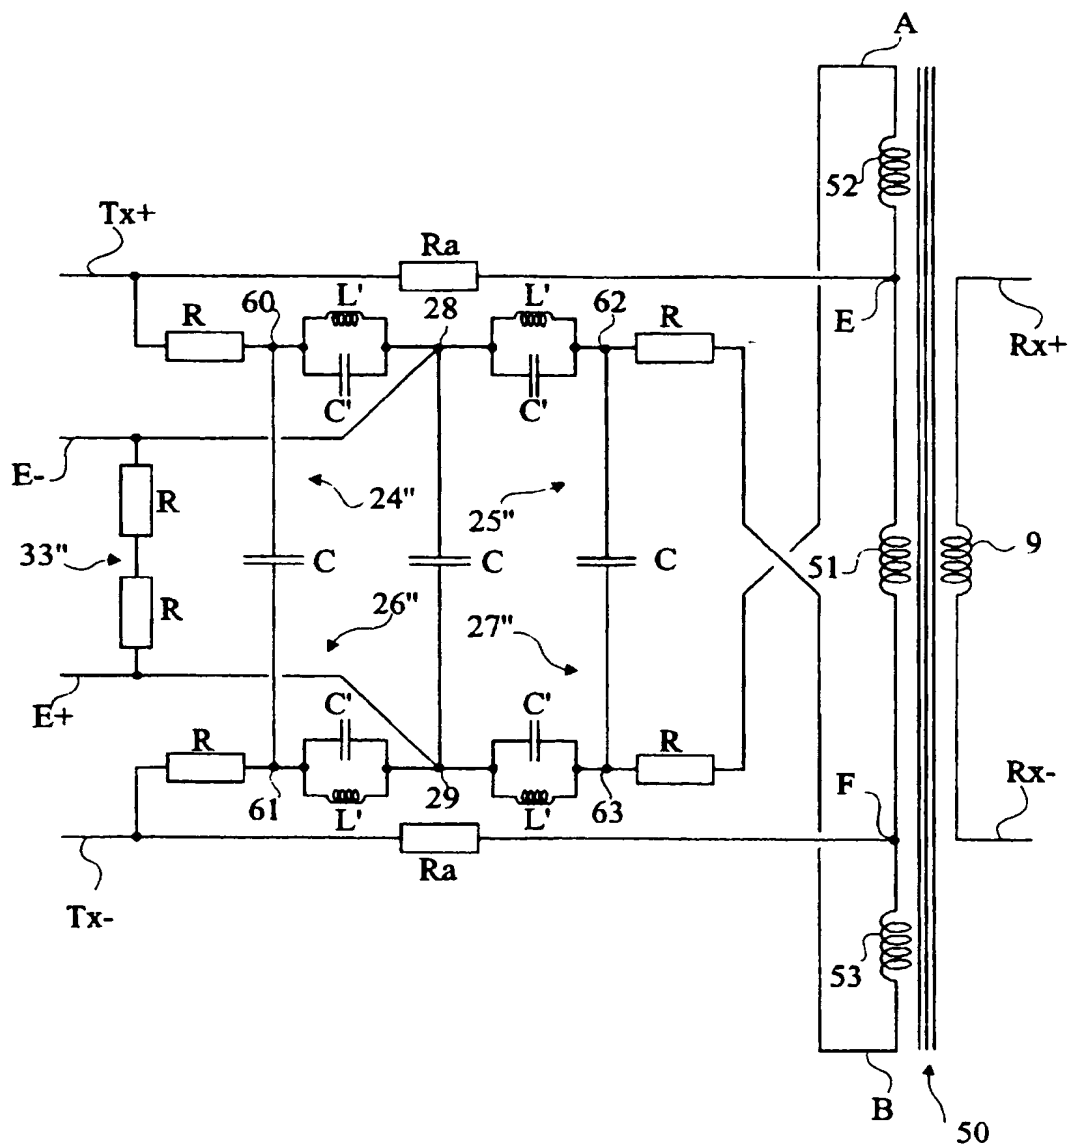 A
52
Tx+
Ra
60
L'
28
L'
62
R
R
E
Rx+
C'
C'
E-
R
24"
25"
33"
C
C
C
51
9
R
26"
27"
E+
C'
C'
R
R
61
L'
29
L'
63
F
Rx-
Ra
Tx-
53
B
50